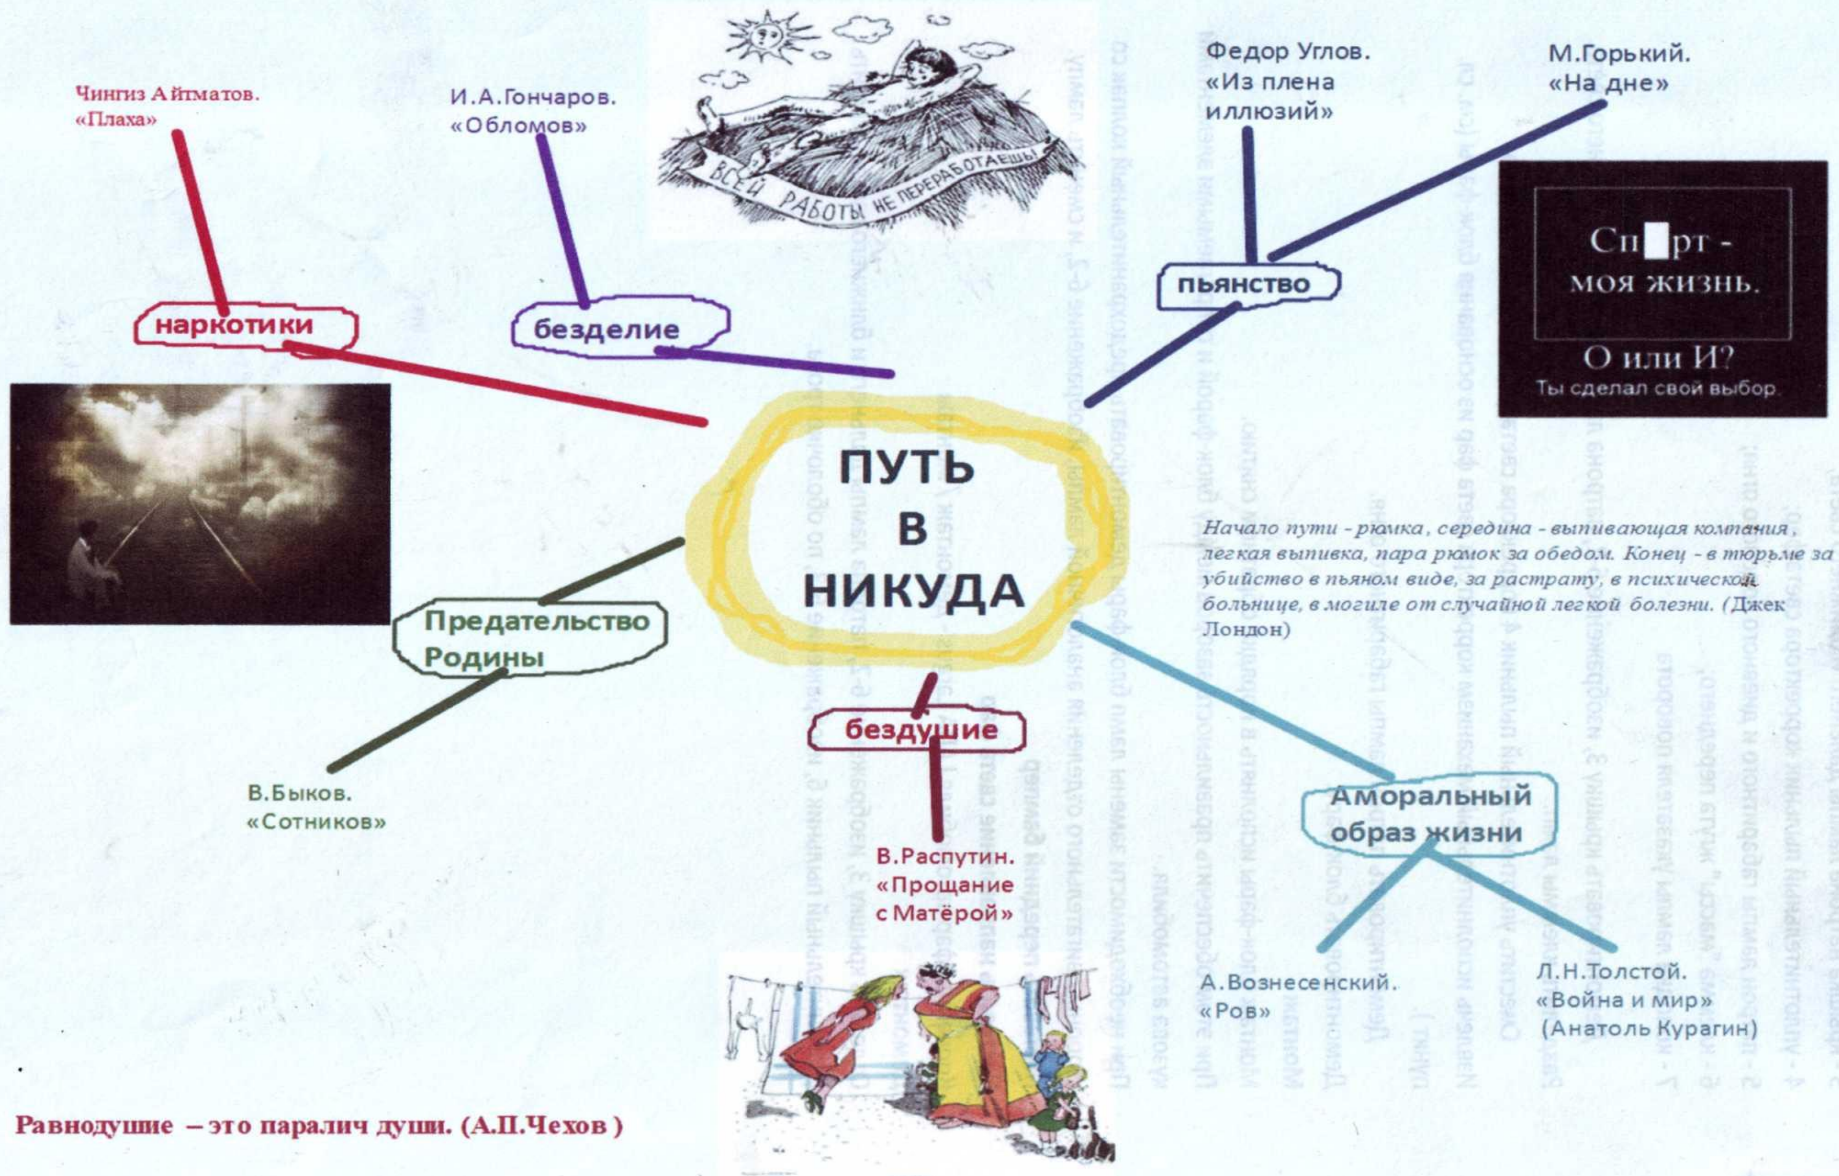 Чингиз Айтматов.
«Плаха»
И.А.Гончаров.
«Обломов»
ВСЕЙ РАБОТЫ НЕ ПЕРЕРАБОТАЕШЬ!
Федор Углов.
«Из плена
иллюзий»
М.Горький.
«На дне»
наркотики
безделие
пьянство
Сп рт -
моя жизнь.
О или И?
Ты сделал свой выбор.
ПУТЬ
В
НИКУДА
Начало пути - рюмка, середина - выпивающая компания,
легкая выпивка, пара рюмок за обедом. Конец - в тюрьме за
убийство в пьяном виде, за растрату, в психической
больнице, в могиле от случайной легкой болезни. (Джек
Лондон)
Предательство
Родины
бездушие
Аморальный
образ жизни
В.Быков.
«Сотников»
В.Распутин.
«Прощание
с Матёрой»
А.Вознесенский.
«Ров»
Л.Н.Толстой.
«Война и мир»
(Анатоль Курагин)
Равнодушие – это паралич души. (А.П.Чехов )